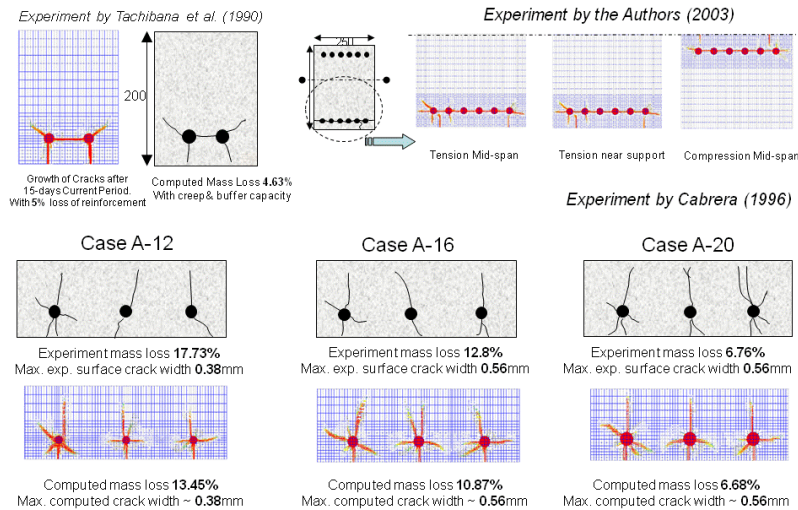 Experiment by Tachibana et al. (1990)
Experiment by the Authors (2003)
200
Growth of Cracks after
15-days Current Period.
With 5% loss of reinforcement
Computed Mass Loss 4.63%
With creep& buffer capacity
Tension Mid-span
Tension near support
Compression Mid-span
Experiment by Cabrera (1996)
Case A-12
Case A-16
Case A-20
Experiment mass loss 17.73%
Max. exp. surface crack width 0.38mm
Experiment mass loss 12.8%
Max. exp. surface crack width 0.56mm
Experiment mass loss 6.76%
Max. exp. surface crack width 0.56mm
Computed mass loss 13.45%
Max. computed crack width ~ 0.38mm
Computed mass loss 10.87%
Max. computed crack width ~ 0.56mm
Computed mass loss 6.68%
Max. computed crack width ~ 0.56mm